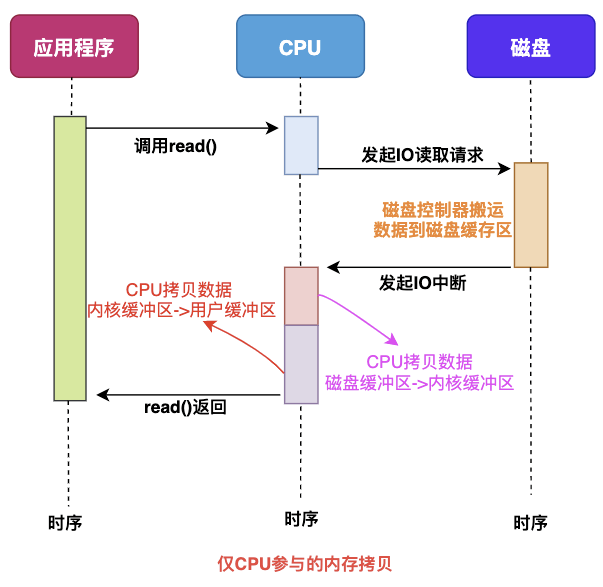 应用程序
CPU
磁盘
调用read()
发起IO读取请求
磁盘控制器搬运
数据到磁盘缓存区
发起IO中断
CPU拷贝数据
内核缓冲区->用户缓冲区
CPU拷贝数据
磁盘缓冲区->内核缓冲区
read()返回
时序
时序
时序
仅CPU参与的内存拷贝